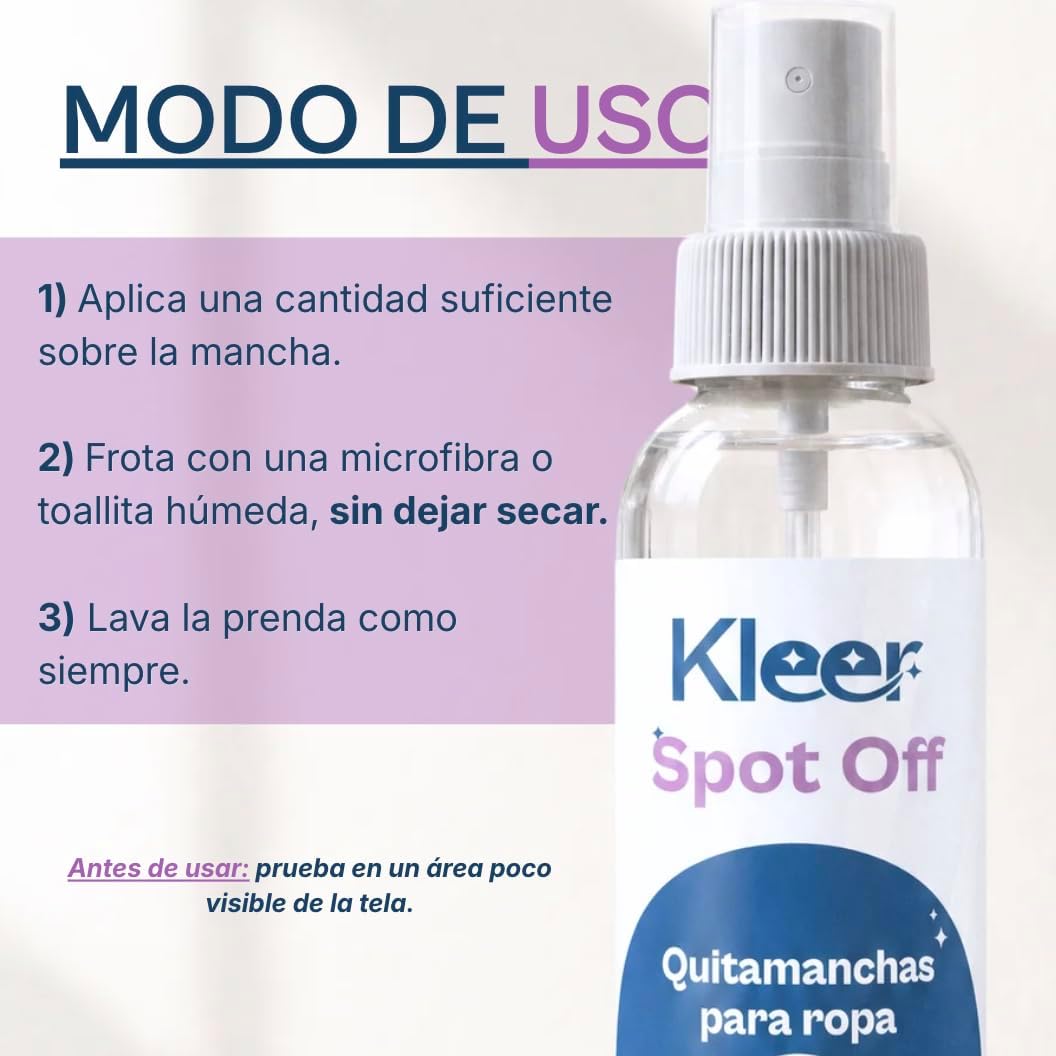 MODO DE USO
1) Aplica una cantidad suficiente
sobre la mancha.
2) Frota con una microfibra o
toallita húmeda, sin dejar secar.
3) Lava la prenda como
siempre.
Antes de usar: prueba en un área poco
visible de la tela.
Kleer
Spot Off
Quitamanchas
para ropa